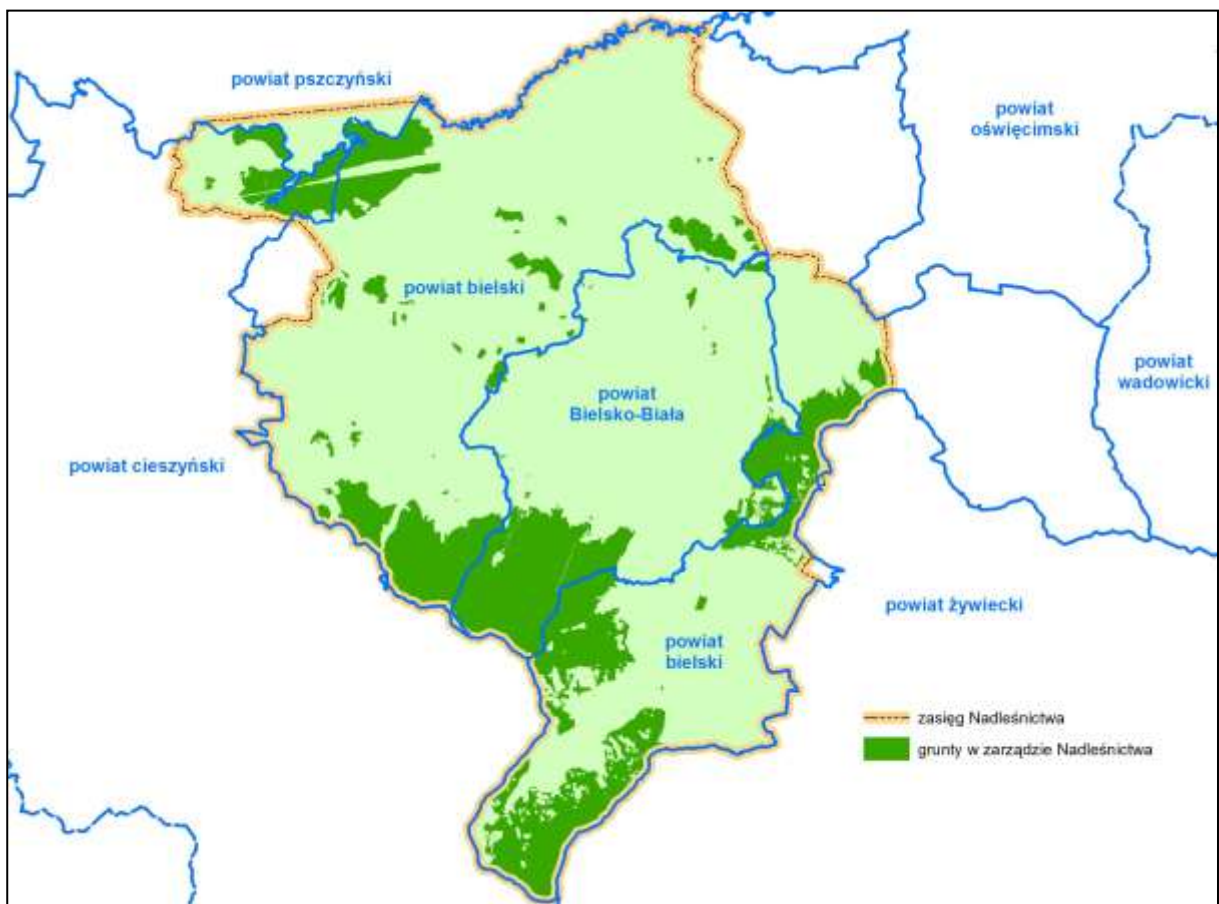 powiat pszczyński
powiat
oświęcimski
powiat bielski
powiat
wadowicki
powiat
Bielsko-Biała
powiat cieszyński
powiat żywiecki
powiat
bielski
zasięg Nadleśnictwa
grunty w zarządzie Nadleśnictwa